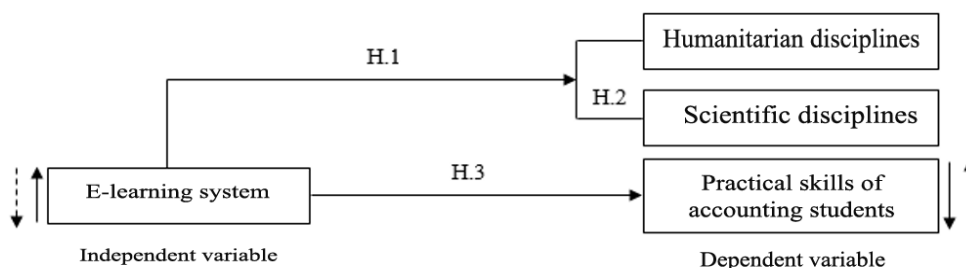 Humanitarian disciplines
H.1
H.2
Scientific disciplines
E-learning system
H.3
Practical skills of
accounting students
Independent variable
Dependent variable